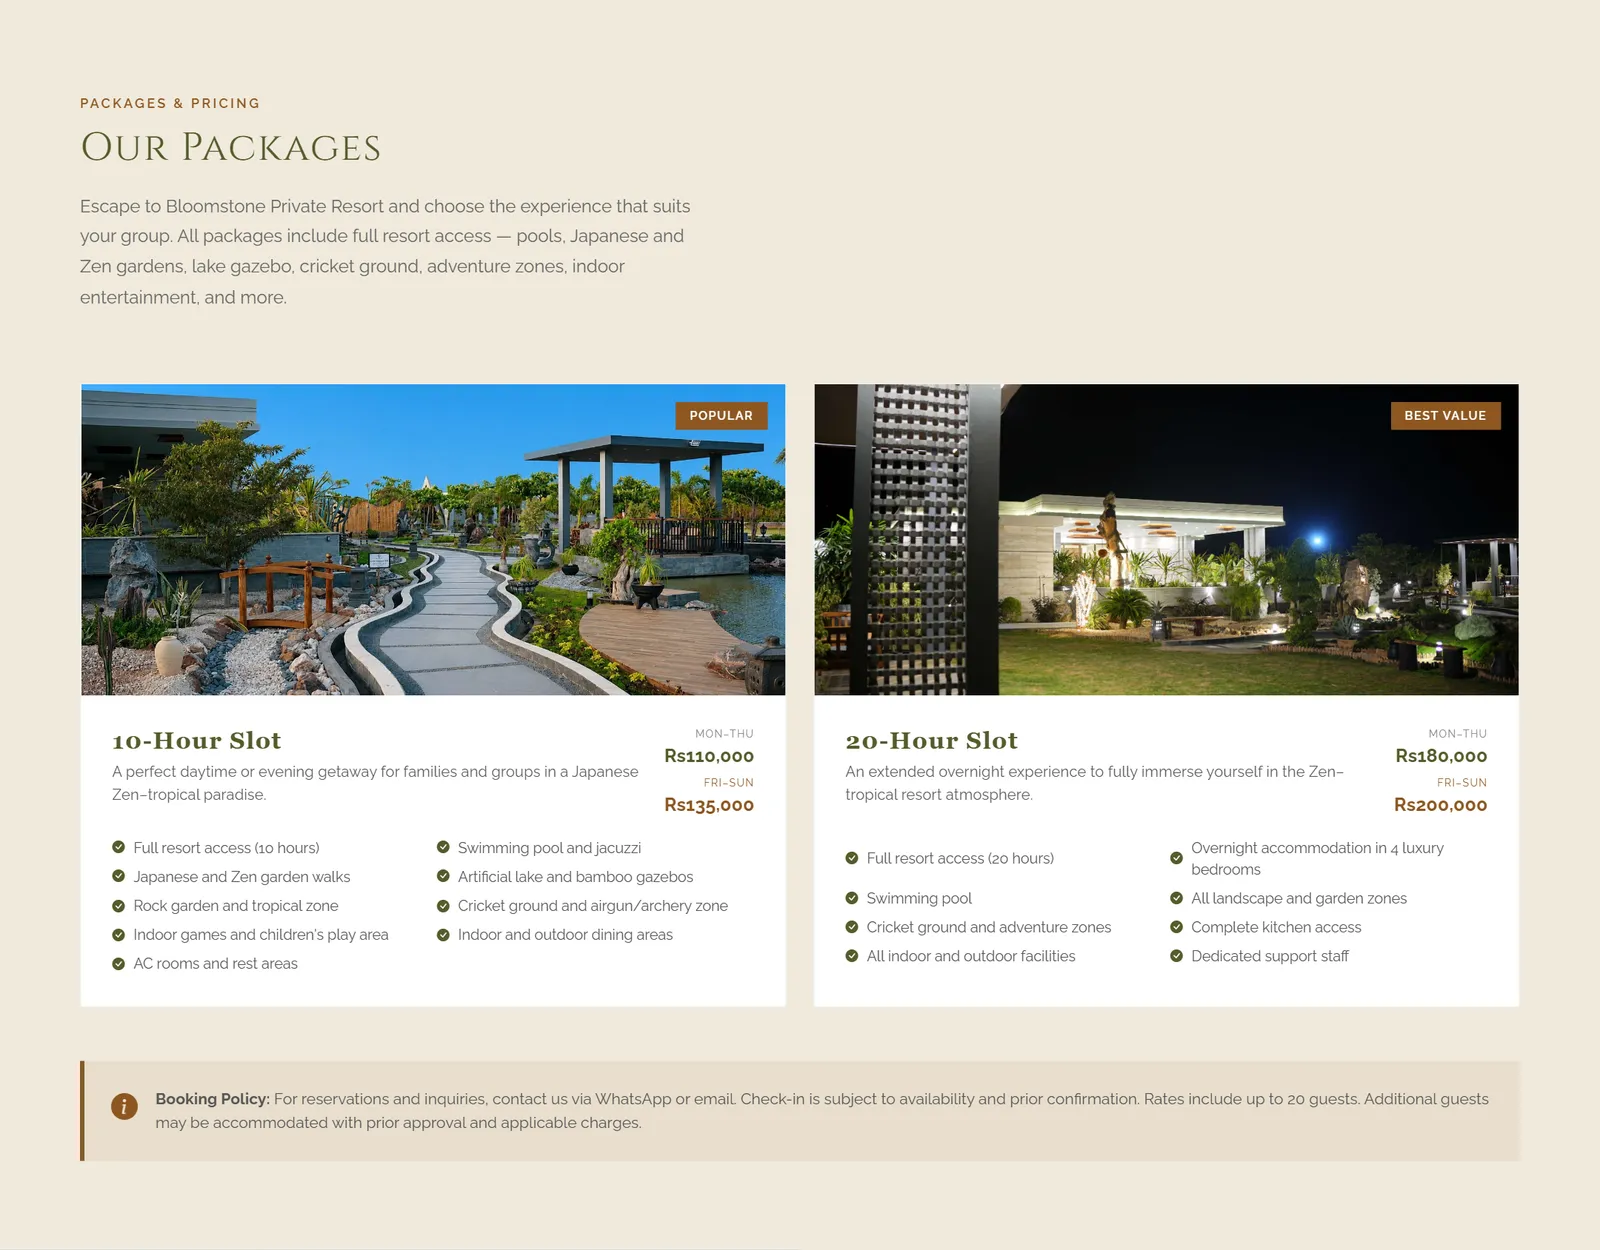 PACKAGES & PRICING
Our Packages
Escape to Bloomstone Private Resort and choose the experience that suits
your group. All packages include full resort access — pools, Japanese and
Zen gardens, lake gazebo, cricket ground, adventure zones, indoor
entertainment, and more.
POPULAR
10-Hour Slot
A perfect daytime or evening getaway for families and groups in a Japanese
Zen–tropical paradise.
MON–THU
Rs110,000
FRI–SUN
Rs135,000
Full resort access (10 hours)
Swimming pool and jacuzzi
Japanese and Zen garden walks
Artificial lake and bamboo gazebos
Rock garden and tropical zone
Cricket ground and airgun/archery zone
Indoor games and children's play area
Indoor and outdoor dining areas
AC rooms and rest areas
BEST VALUE
20-Hour Slot
An extended overnight experience to fully immerse yourself in the Zen–
tropical resort atmosphere.
MON–THU
Rs180,000
FRI–SUN
Rs200,000
Full resort access (20 hours)
Overnight accommodation in 4 luxury
bedrooms
Swimming pool
All landscape and garden zones
Cricket ground and adventure zones
Complete kitchen access
All indoor and outdoor facilities
Dedicated support staff
Booking Policy: For reservations and inquiries, contact us via WhatsApp or email. Check-in is subject to availability and prior confirmation. Rates include up to 20 guests. Additional guests
may be accommodated with prior approval and applicable charges.